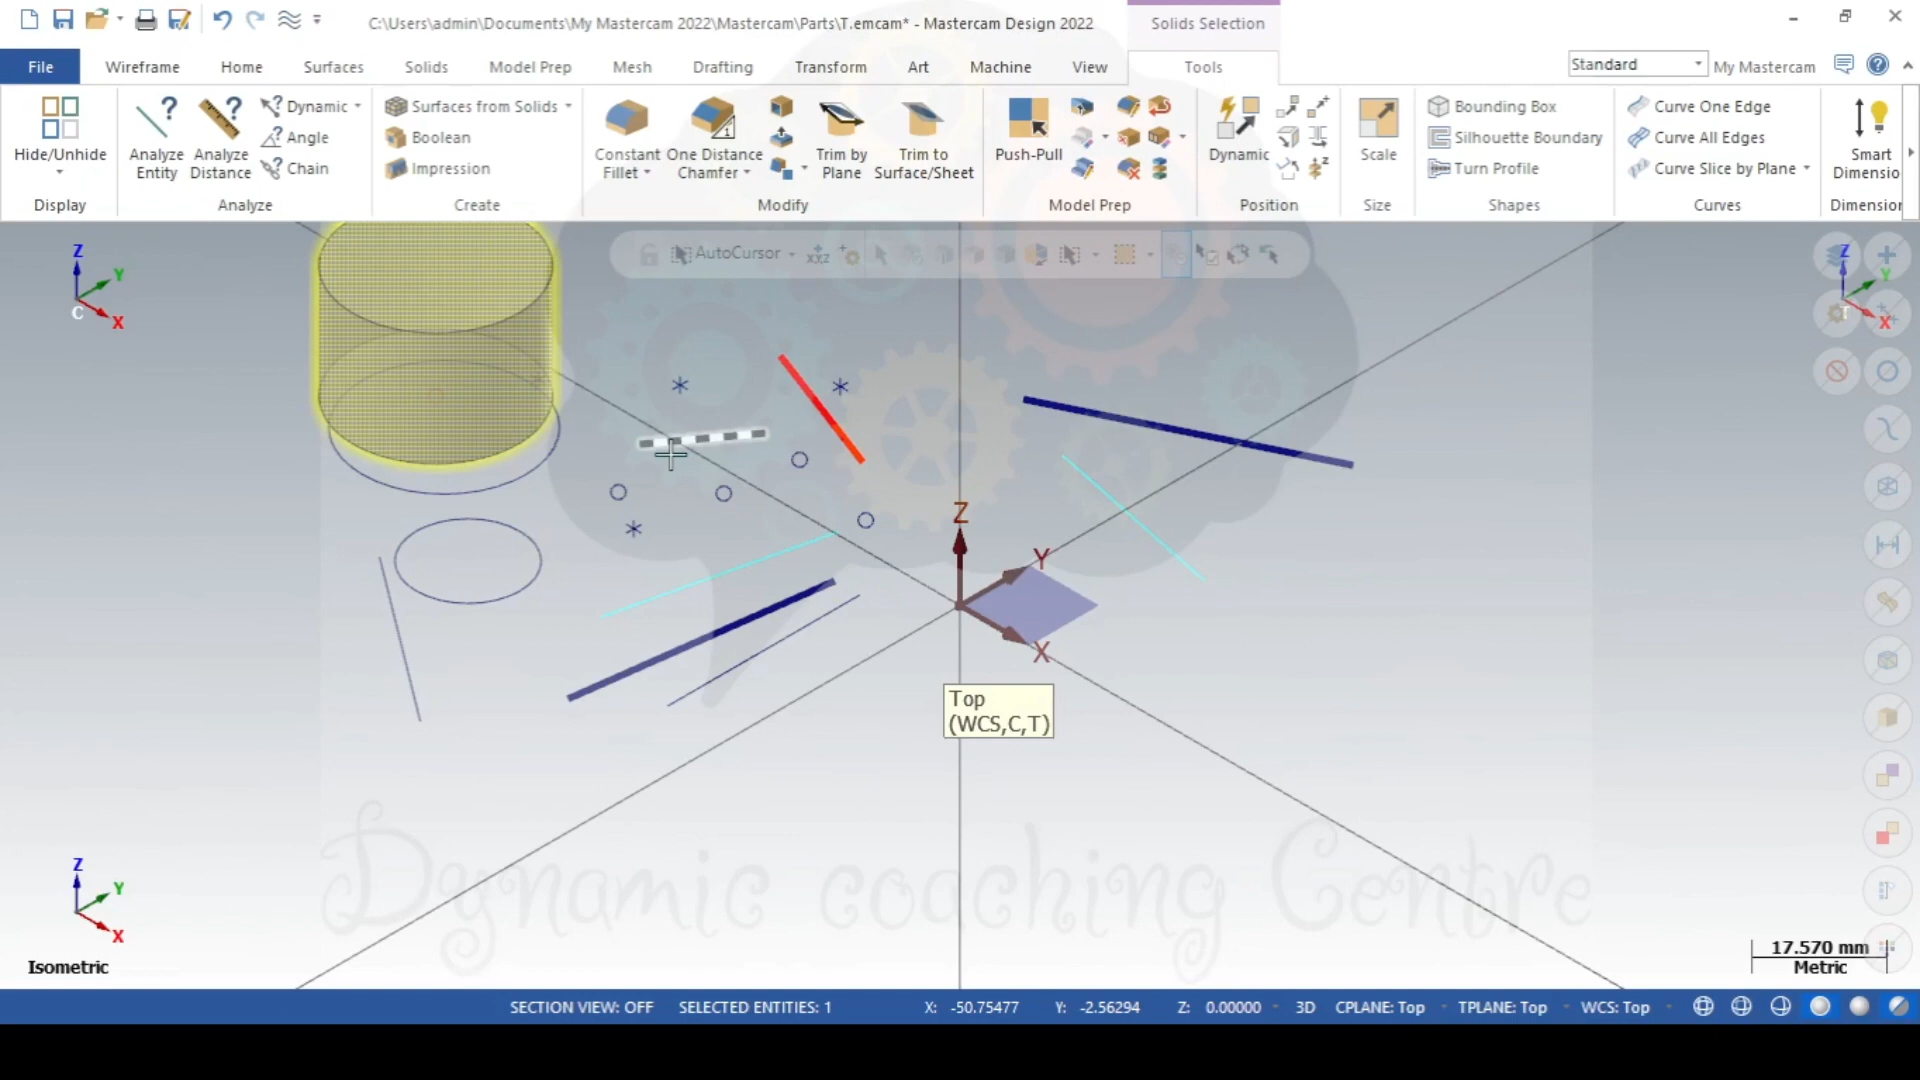 C:\Users\admin\Documents\My Mastercam 2022\Mastercam\Parts\T.emcam* - Mastercam Design 2022
Solids Selection
File Wireframe Home Surfaces Solids Model Prep Mesh Drafting Transform Art Machine View Tools
Standard My Mastercam
Hide/Unhide
Display
Analyze Entity
Analyze Distance
Dynamic
Angle
Chain
Analyze
Surfaces from Solids
Boolean
Impression
Create
Constant Fillet
One Distance Chamfer
Trim by Plane
Trim to Surface/Sheet
Modify
Push-Pull
Model Prep
Dynamic
Position
Scale
Size
Bounding Box
Silhouette Boundary
Turn Profile
Shapes
Curve One Edge
Curve All Edges
Curve Slice by Plane
Curves
Smart
Dimensio
Dimension
AutoCursor
Z
Y
X
C
Z
Y
X
T
Z
Y
X
Top
(WCS,C,T)
Dynamic coaching Centre
Z
Y
X
Isometric
17.570 mm
Metric
SECTION VIEW: OFF SELECTED ENTITIES: 1 X: -50.75477 Y: -2.56294 Z: 0.00000 3D CPLANE: Top TPLANE: Top WCS: Top